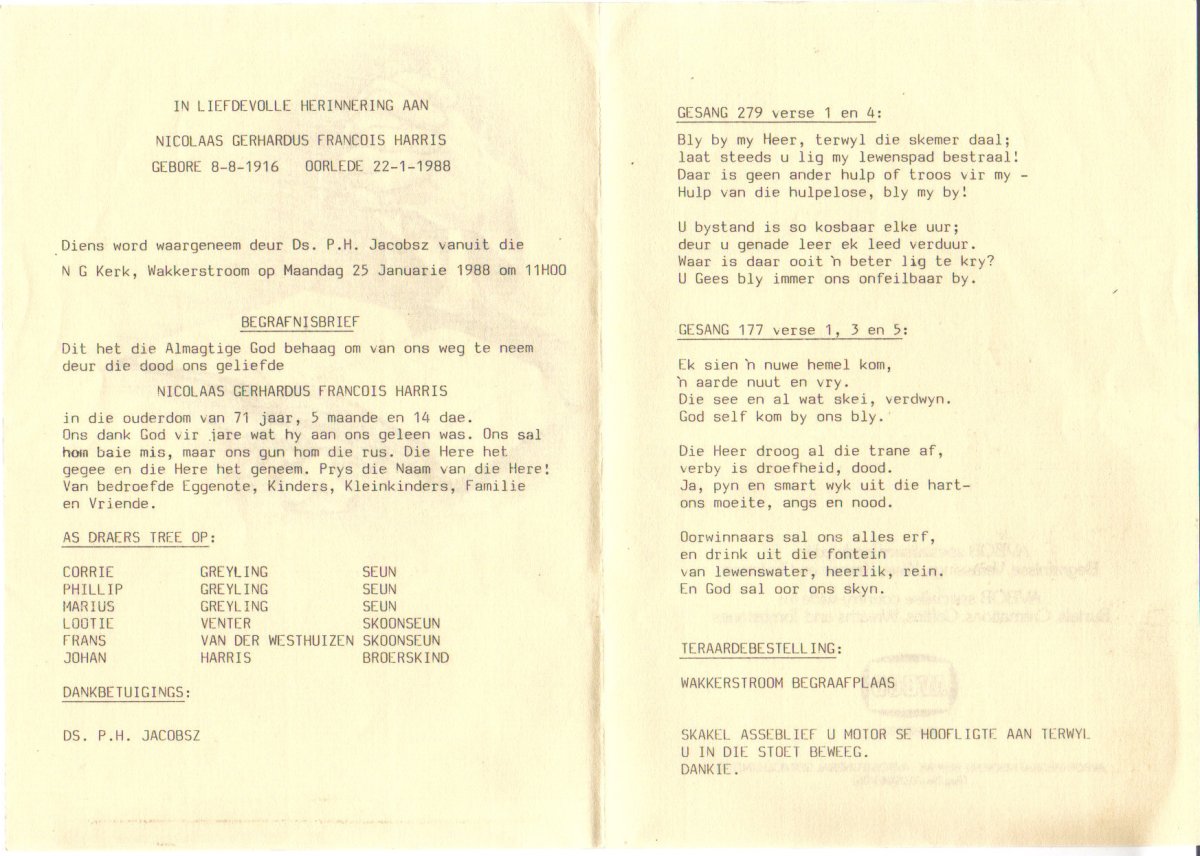 IN LIEFDEVOLLE HERINNERING AAN
NICOLAAS GERHARDUS FRANCOIS HARRIS
GEBORE 8-8-1916 OORLEDE 22-1-1988
Diens word waargeneem deur Ds. P.H. Jacobsz vanuit die
N G Kerk, Wakkerstroom op Maandag 25 Januarie 1988 om 11H00
BEGRAFNISBRIEF
Dit het die Almagtige God behaag om van ons weg te neem
deur die dood ons geliefde
NICOLAAS GERHARDUS FRANCOIS HARRIS
in die ouderdom van 71 jaar, 5 maande en 14 dae.
Ons dank God vir jare wat hy aan ons geleen was. Ons sal
hom baie mis, maar ons gun hom die rus. Die Here het
gegee en die Here het geneem. Prys die Naam van die Here!
Van bedroefde Eggenote, Kinders, Kleinkinders, Familie
en Vriende.
AS DRAERS TREE OP:
CORRIE GREYLING SEUN
PHILLIP GREYLING SEUN
MARIUS GREYLING SEUN
LOOTIE VENTER SKOONSEUN
FRANS VAN DER WESTHUIZEN SKOONSEUN
JOHAN HARRIS BROERSKIND
DANKBETUIGINGS:
DS. P.H. JACOBSZ
GESANG 279 verse 1 en 4:
Bly by my Heer, terwyl die skemer daal;
laat steeds u lig my lewenspad bestraal!
Daar is geen ander hulp of troos vir my -
Hulp van die hulpelose, bly my by!
U bystand is so kosbaar elke uur;
deur u genade leer ek leed verduur.
Waar is daar ooit 'n beter lig te kry?
U Gees bly immer ons onfeilbaar by.
GESANG 177 verse 1, 3 en 5:
Ek sien 'n nuwe hemel kom,
'n aarde nuut en vry.
Die see en al wat skei, verdwyn.
God self kom by ons bly.
Die Heer droog al die trane af,
verby is droefheid, dood.
Ja, pyn en smart wyk uit die hart-
ons moeite, angs en nood.
Oorwinnaars sal ons alles erf,
en drink uit die fontein
van lewenswater, heerlik, rein.
En God sal oor ons skyn.
TERAARDEBESTELLING:
WAKKERSTROOM BEGRAAFPLAAS
SKAKEL ASSEBLIEF U MOTOR SE HOOFLIGTE AAN TERWYL
U IN DIE STOET BEWEEG.
DANKIE.